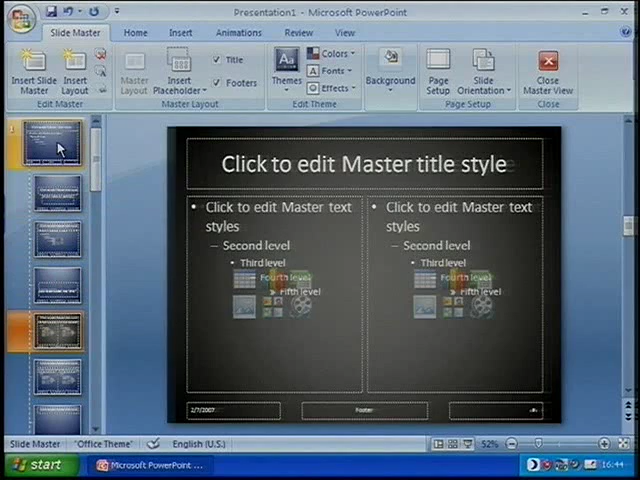 Presentation1 - Microsoft PowerPoint
Slide Master
Home
Insert
Animations
Review
View
Insert Slide
Master
Insert
Layout
Edit Master
Master
Layout
Insert
Placeholder
Title
Footers
Master Layout
Themes
Colors
Fonts
Effects
Edit Theme
Background
Page
Setup
Slide
Orientation
Page Setup
Close
Master View
Close
1
Click to edit Master title style
• Click to edit Master text
styles
– Second level
• Third level
Fourth level
Fifth level
• Click to edit Master text
styles
– Second level
• Third level
Fourth level
Fifth level
2/7/2007
Footer
Slide Master
"Office Theme"
English (U.S.)
52%
start
Microsoft PowerPoint ...
16:44